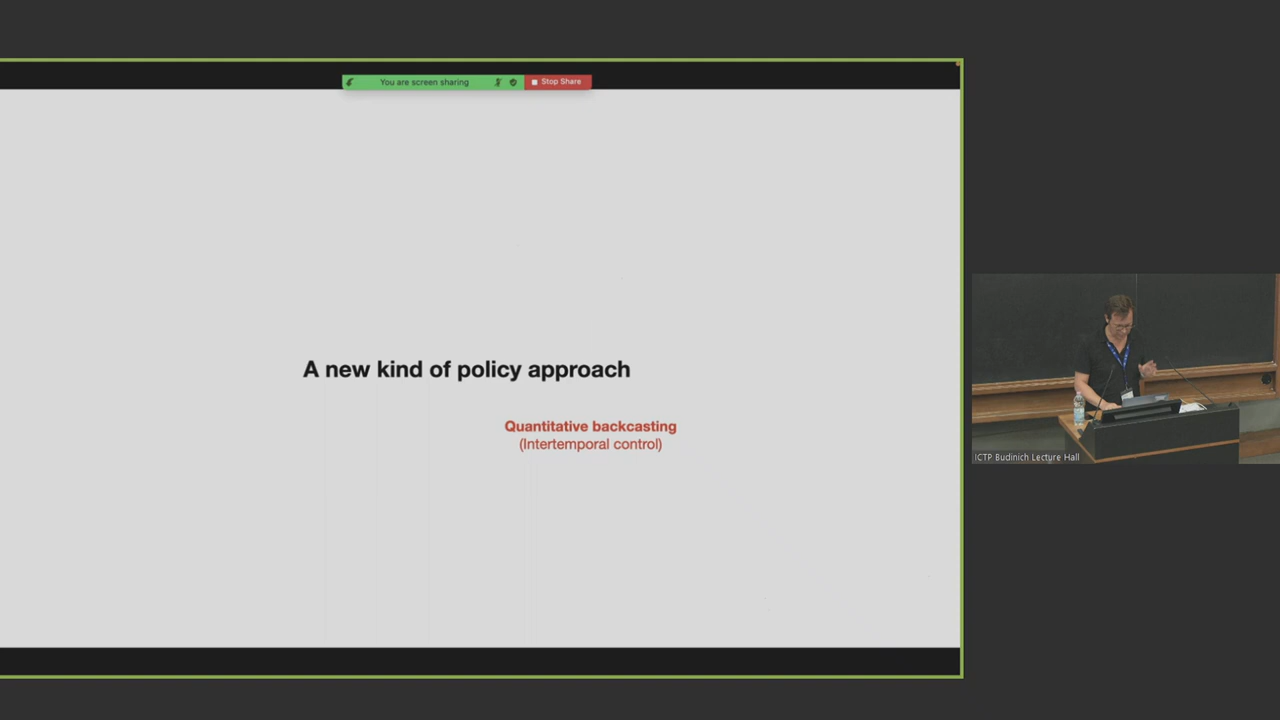 You are screen sharing
Stop Share
A new kind of policy approach
Quantitative backcasting
(Intertemporal control)
ICTP Budinich Lecture Hall